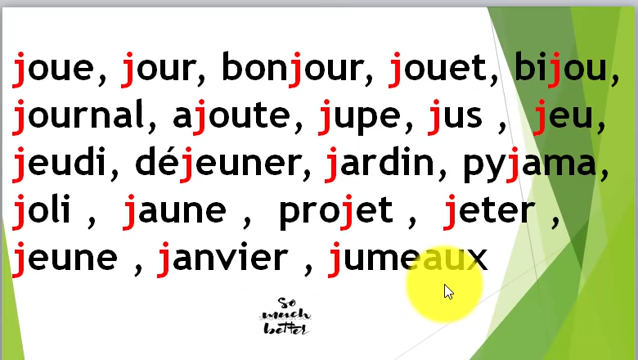 joue, jour, bonjour, jouet, bijou,
journal, ajoute, jupe, jus , jeu,
jeudi, déjeuner, jardin, pyjama,
joli , jaune , projet , jeter ,
jeune , janvier , jumeaux
So
much
better